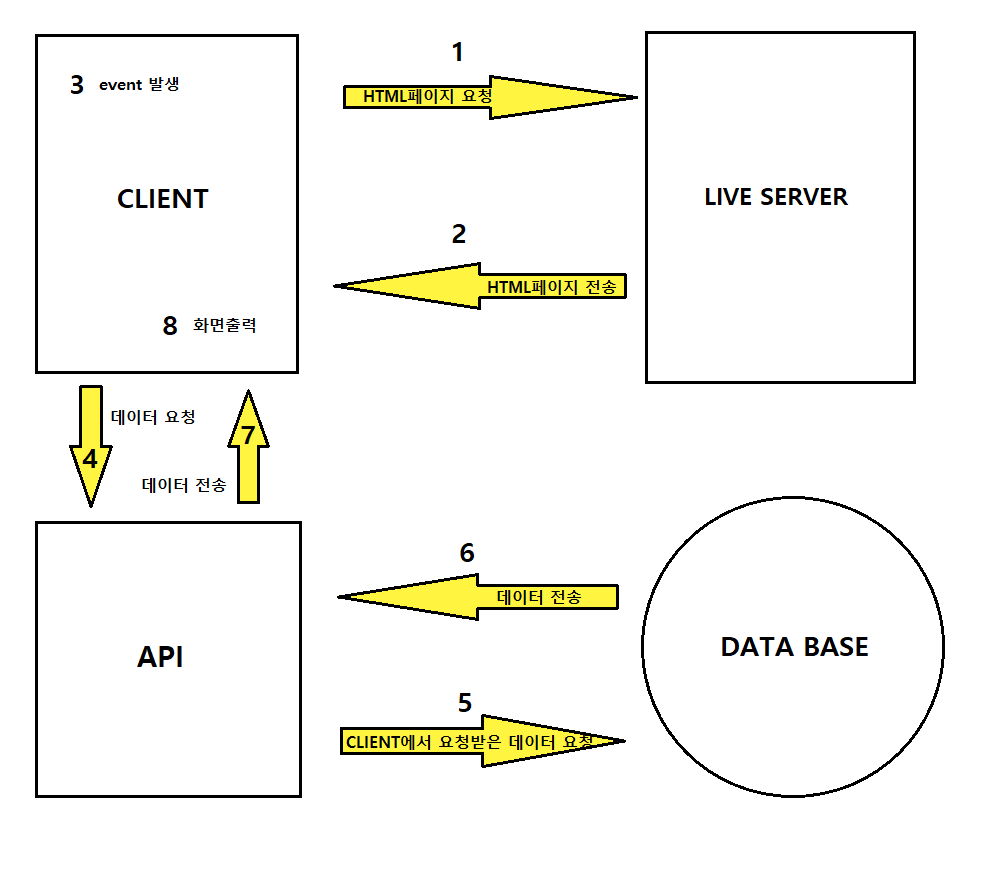 1
3 event 발생
HTML페이지 요청
CLIENT
LIVE SERVER
2
HTML페이지 전송
8 화면출력
데이터 요청
7
4
데이터 전송
6
데이터 전송
API
DATA BASE
5
CLIENT에서 요청받은 데이터 요청